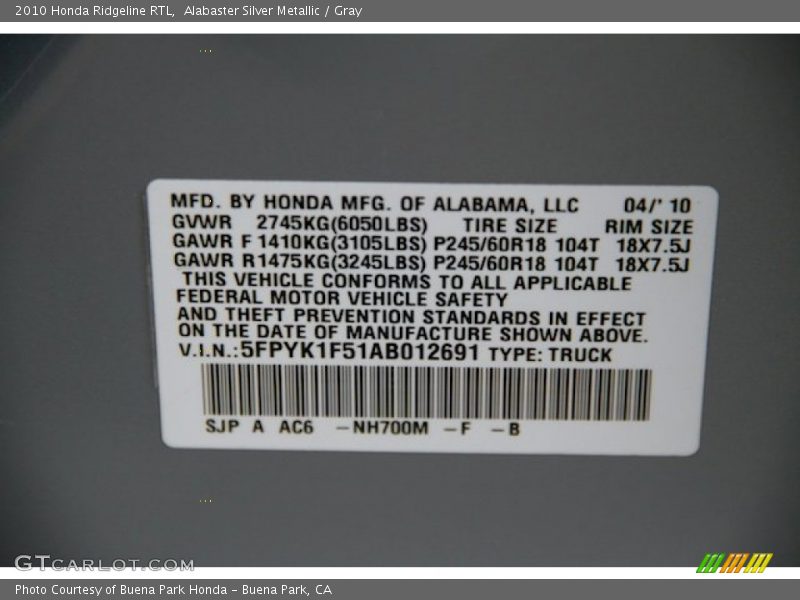 2010 Honda Ridgeline RTL,  Alabaster Silver Metallic / Gray
MFD. BY HONDA MFG. OF ALABAMA, LLC 04/' 10
GVWR 2745KG(6050LBS) TIRE SIZE RIM SIZE
GAWR F 1410KG(3105LBS) P245/60R18 104T 18X7.5J
GAWR R1475KG(3245LBS) P245/60R18 104T 18X7.5J
THIS VEHICLE CONFORMS TO ALL APPLICABLE
FEDERAL MOTOR VEHICLE SAFETY
AND THEFT PREVENTION STANDARDS IN EFFECT
ON THE DATE OF MANUFACTURE SHOWN ABOVE.
V.I.N.:5FPYK1F51AB012691 TYPE: TRUCK
SJP A AC6 -NH700M -F -B
GTCARLOT.COM
Photo Courtesy of Buena Park Honda - Buena Park, CA